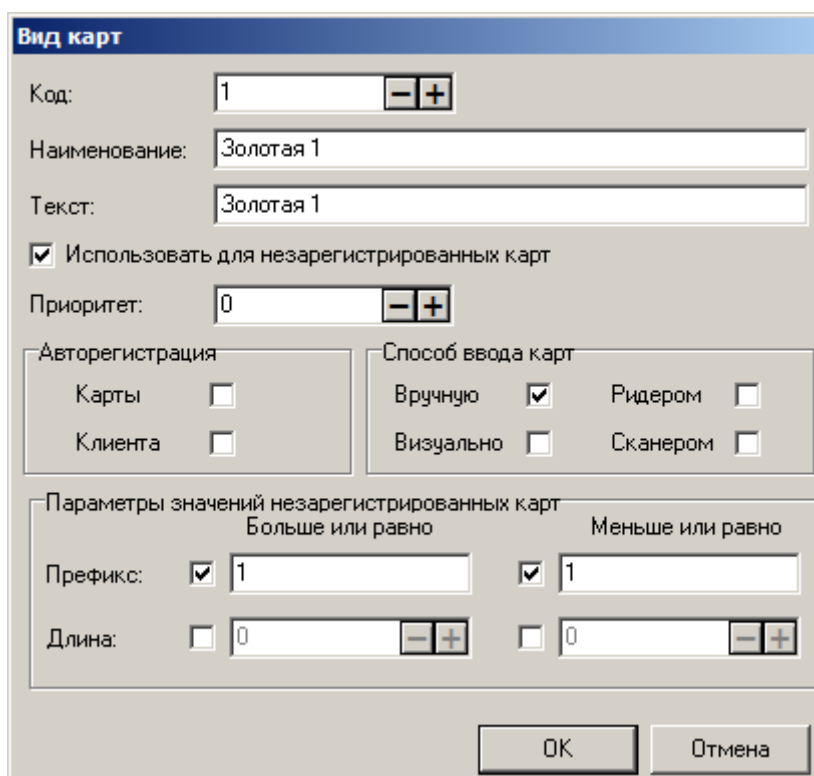 Вид карт
Код: 1
Наименование: Золотая 1
Текст: Золотая 1
Использовать для незарегистрированных карт
Приоритет: 0
Авторегистрация Способ ввода карт
Карты Вручную Ридером
Клиента Визуально Сканером
Параметры значений незарегистрированных карт
Больше или равно Меньше или равно
Префикс: 1 1
Длина: 0 0
OK Отмена